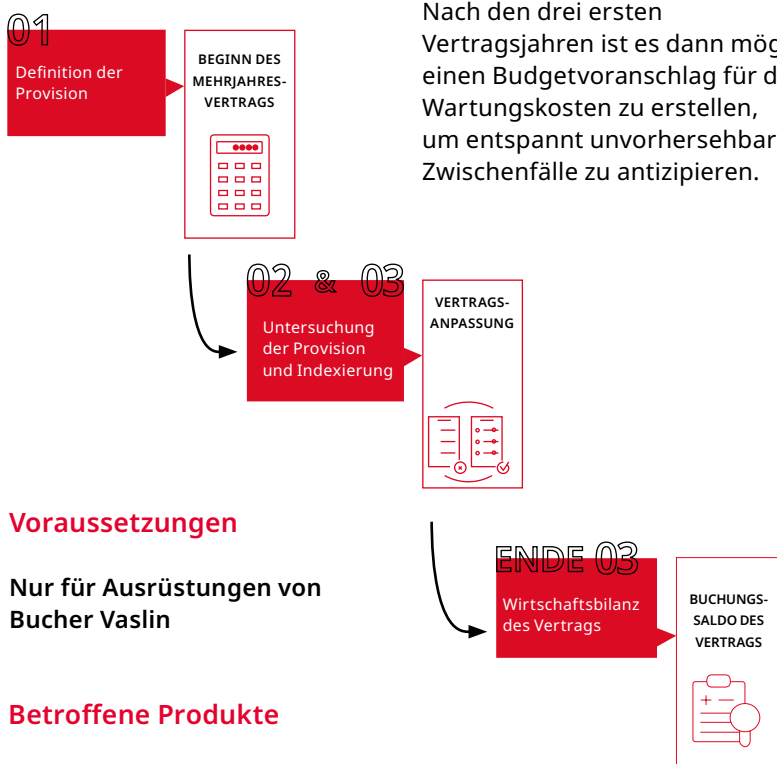 01
Definition der
Provision
BEGINN DES
MEHRJAHRES-
VERTRAGS
Nach den drei ersten
Vertragsjahren ist es dann
einen Budgetvoranschlag für
Wartungskosten zu erstellen,
um entspannt
Zwischenfälle zu antizipieren.
02 & 03
Untersuchung
der Provision
und Indexierung
VERTRAGS-
ANPASSUNG
Voraussetzungen
Nur für Ausrüstungen von
Bucher Vaslin
ENDE 03
Wirtschaftsbilanz
des Vertrags
BUCHUNGS-
SALDO DES
VERTRAGS
Betroffene Produkte